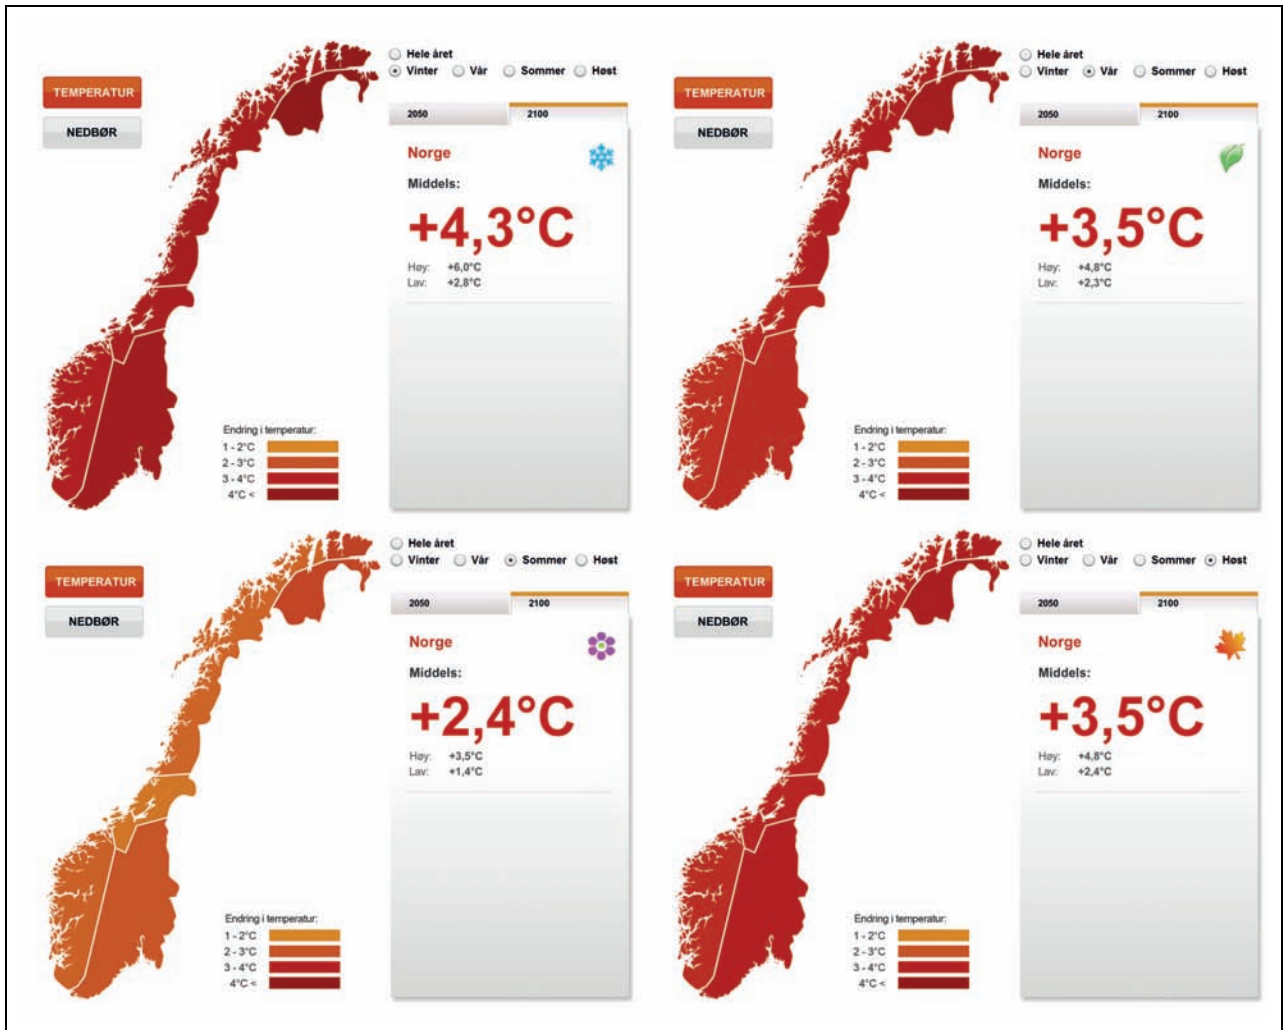 Hele året
Vinter Vår Sommer Høst
TEMPERATUR
NEDBØR
2050 2100
Norge
Middels:
+4,3°C
Høy: +6,0°C
Lav: +2,8°C
Endring i temperatur:
1 - 2°C
2 - 3°C
3 - 4°C
4°C <
Hele året
Vinter Vår Sommer Høst
TEMPERATUR
NEDBØR
2050 2100
Norge
Middels:
+3,5°C
Høy: +4,8°C
Lav: +2,3°C
Endring i temperatur:
1 - 2°C
2 - 3°C
3 - 4°C
4°C <
Hele året
Vinter Vår Sommer Høst
TEMPERATUR
NEDBØR
2050 2100
Norge
Middels:
+2,4°C
Høy: +3,5°C
Lav: +1,4°C
Endring i temperatur:
1 - 2°C
2 - 3°C
3 - 4°C
4°C <
Hele året
Vinter Vår Sommer Høst
TEMPERATUR
NEDBØR
2050 2100
Norge
Middels:
+3,5°C
Høy: +4,8°C
Lav: +2,4°C
Endring i temperatur:
1 - 2°C
2 - 3°C
3 - 4°C
4°C <